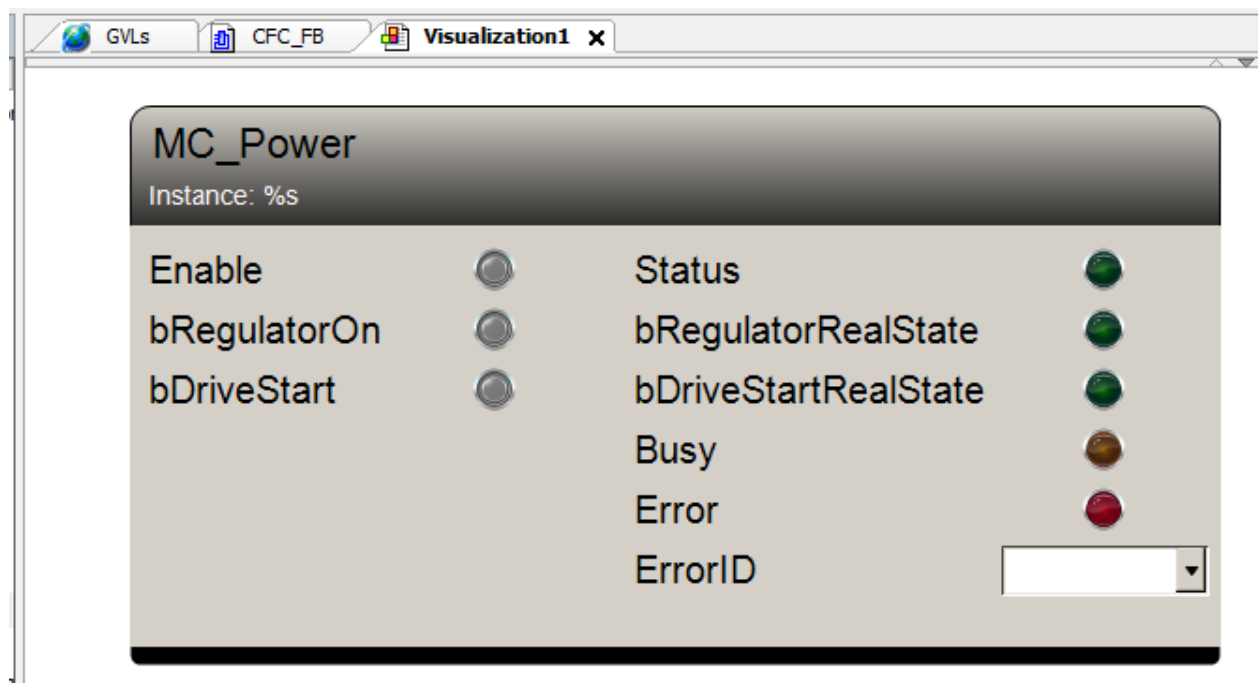 GVLs CFC_FB Visualization1
MC_Power
Instance: %s
Enable Status
bRegulatorOn bRegulatorRealState
bDriveStart bDriveStartRealState
Busy
Error
ErrorID